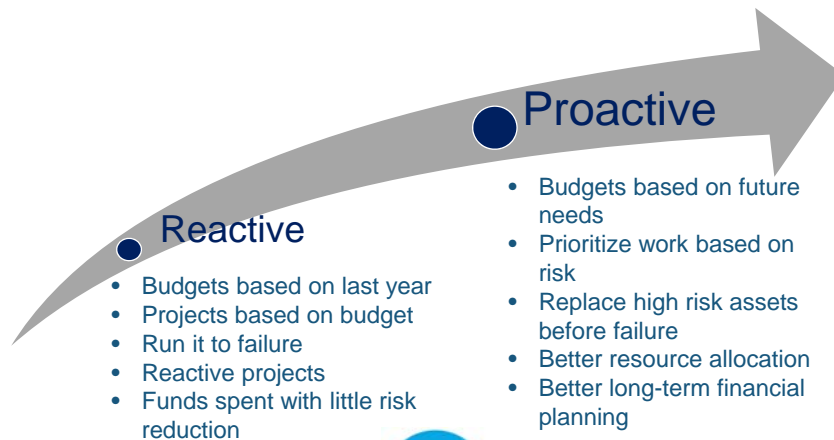 Proactive
• Budgets based on future
needs
• Prioritize work based on
risk
• Replace high risk assets
before failure
• Better resource allocation
• Better long-term financial
planning
Reactive
• Budgets based on last year
• Projects based on budget
• Run it to failure
• Reactive projects
• Funds spent with little risk
reduction